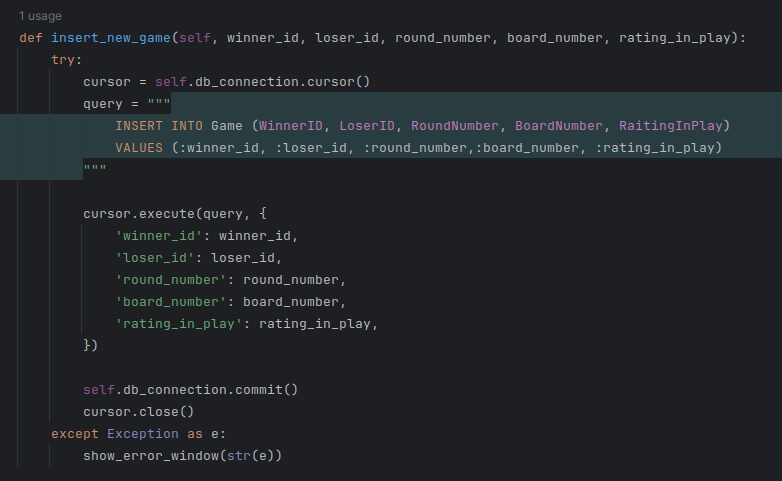 1 usage
def insert_new_game(self, winner_id, loser_id, round_number, board_number, rating_in_play):
    try:
        cursor = self.db_connection.cursor()
        query = """
            INSERT INTO Game (WinnerID, LoserID, RoundNumber, BoardNumber, RaitingInPlay)
            VALUES (:winner_id, :loser_id, :round_number,:board_number, :rating_in_play)
        """
        cursor.execute(query, {
            'winner_id': winner_id,
            'loser_id': loser_id,
            'round_number': round_number,
            'board_number': board_number,
            'rating_in_play': rating_in_play,
        })
        self.db_connection.commit()
        cursor.close()
    except Exception as e:
        show_error_window(str(e))